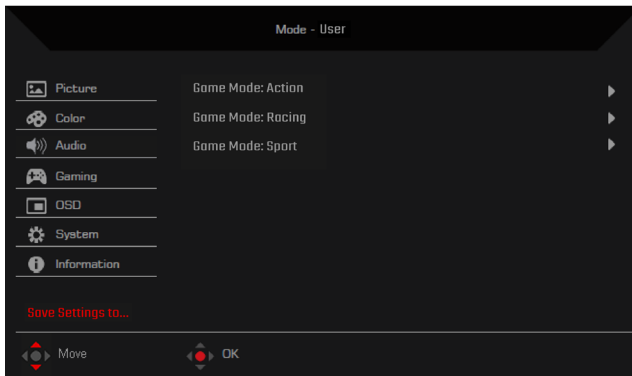 Mode - User
Picture
Color
Audio
Gaming
OSD
System
Information
Save Settings to...
Game Mode: Action
Game Mode: Racing
Game Mode: Sport
Move
OK